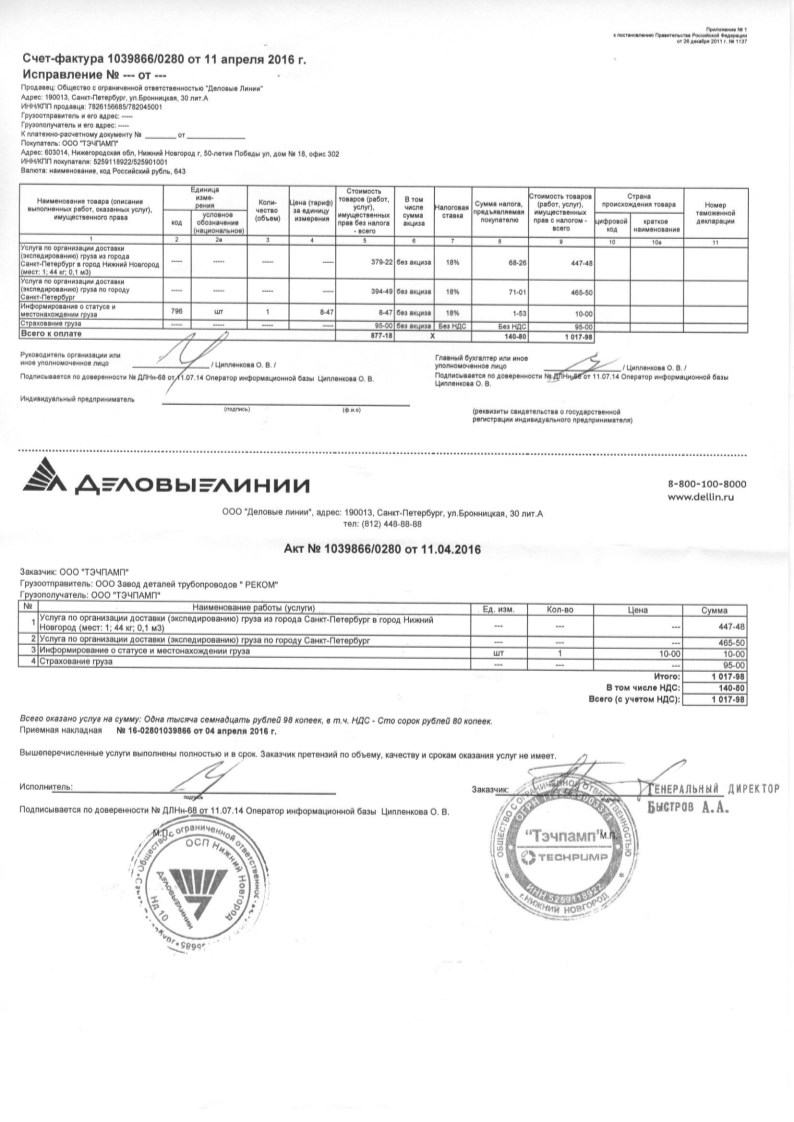 Приложение № 1
к постановлению Правительства Российской Федерации
от 26 декабря 2011 г. № 1137
Счет-фактура 1039866/0280 от 11 апреля 2016 г.
Исправление № --- от ---
Продавец: Общество с ограниченной ответственностью "Деловые Линии"
Адрес: 190013, Санкт-Петербург, ул.Бронницкая, 30 лит.А
ИНН/КПП продавца: 7826156685/782045001
Грузоотправитель и его адрес: ----
Грузополучатель и его адрес: ----
К платежно-расчетному документу № ________ от ________
Покупатель: ООО "ТЭЧПАМП"
Адрес: 603014, Нижегородская обл, Нижний Новгород г, 50-летия Победы ул, дом № 18, офис 302
ИНН/КПП покупателя: 5259118922/525901001
Валюта: наименование, код Российский рубль, 643
Наименование товара (описание выполненных работ, оказанных услуг), имущественного права | Единица изме-рения | Коли-чество (объем) | Цена (тариф) за единицу измерения | Стоимость товаров (работ, услуг), имущественных прав без налога - всего | В том числе сумма акциза | Налоговая ставка | Сумма налога, предъявляемая покупателю | Стоимость товаров (работ, услуг), имущественных прав с налогом - всего | Страна происхождения товара | Номер таможенной декларации
код | условное обозначение (национальное) | цифровой код | краткое наименование
1 2 2а 3 4 5 6 7 8 9 10 10а 11
Услуга по организации доставки (экспедированию) груза из города Санкт-Петербург в город Нижний Новгород (мест: 1; 44 кг; 0,1 м3) ---- ---- ---- ---- 379-22 без акциза 18% 68-26 447-48
Услуга по организации доставки (экспедированию) груза по городу Санкт-Петербург ---- ---- ---- ---- 394-49 без акциза 18% 71-01 465-50
Информирование о статусе и местонахождении груза 796 шт 1 8-47 8-47 без акциза 18% 1-53 10-00
Страхование груза ---- ---- ---- ---- 95-00 без акциза Без НДС Без НДС 95-00
Всего к оплате 877-18 X 140-80 1 017-98
Руководитель организации или
иное уполномоченное лицо / Ципленкова О. В. /
Подписывается по доверенности № ДЛНн-68 от 11.07.14 Оператор информационной базы Ципленкова О. В.
Главный бухгалтер или иное
уполномоченное лицо / Ципленкова О. В. /
Подписывается по доверенности № ДЛНн-68 от 11.07.14 Оператор информационной базы
Ципленкова О. В.
Индивидуальный предприниматель
(подпись) (ф.и.о)
(реквизиты свидетельства о государственной
регистрации индивидуального предпринимателя)
ДЕЛОВЫЕ ЛИНИИ
8-800-100-8000
www.dellin.ru
ООО "Деловые линии", адрес: 190013, Санкт-Петербург, ул.Бронницкая, 30 лит.А
тел: (812) 448-88-88
Акт № 1039866/0280 от 11.04.2016
Заказчик: ООО "ТЭЧПАМП"
Грузоотправитель: ООО Завод деталей трубопроводов " РЕКОМ"
Грузополучатель: ООО "ТЭЧПАМП"
№ Наименование работы (услуги) Ед. изм. Кол-во Цена Сумма
1 Услуга по организации доставки (экспедированию) груза из города Санкт-Петербург в город Нижний Новгород (мест: 1; 44 кг; 0,1 м3) --- --- --- 447-48
2 Услуга по организации доставки (экспедированию) груза по городу Санкт-Петербург --- --- --- 465-50
3 Информирование о статусе и местонахождении груза шт 1 10-00 10-00
4 Страхование груза --- --- --- 95-00
Итого: 1 017-98
В том числе НДС: 140-80
Всего (с учетом НДС): 1 017-98
Всего оказано услуг на сумму: Одна тысяча семнадцать рублей 98 копеек, в т.ч. НДС - Сто сорок рублей 80 копеек.
Приемная накладная № 16-02801039866 от 04 апреля 2016 г.
Вышеперечисленные услуги выполнены полностью и в срок. Заказчик претензий по объему, качеству и срокам оказания услуг не имеет.
Исполнитель:
подпись
Заказчик:
ГЕНЕРАЛЬНЫЙ ДИРЕКТОР
БЫСТРОВ А.А.
Подписывается по доверенности № ДЛНн-68 от 11.07.14 Оператор информационной базы Ципленкова О. В.
М.П.
Общество с ограниченной ответственностью
ОСП Нижний Новгород
ДЕЛОВЫЕ ЛИНИИ
НД 10
ОБЩЕСТВО С ОГРАНИЧЕННОЙ ОТВЕТСТВЕННОСТЬЮ
"Тэчпамп" М.П.
TECHPUMP
ИНН 5259118922
г.НИЖНИЙ НОВГОРОД